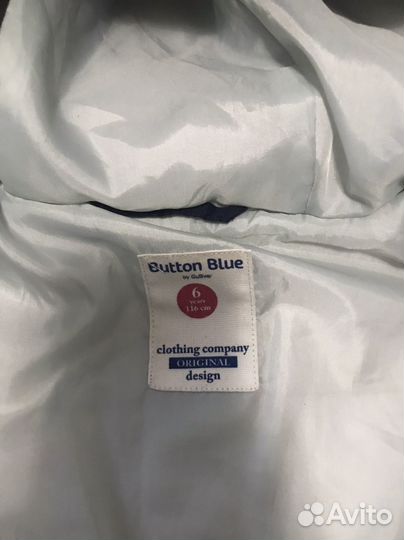 Button Blue
by Gulliver
6
years
116 cm
clothing company
ORIGINAL
design
Avito